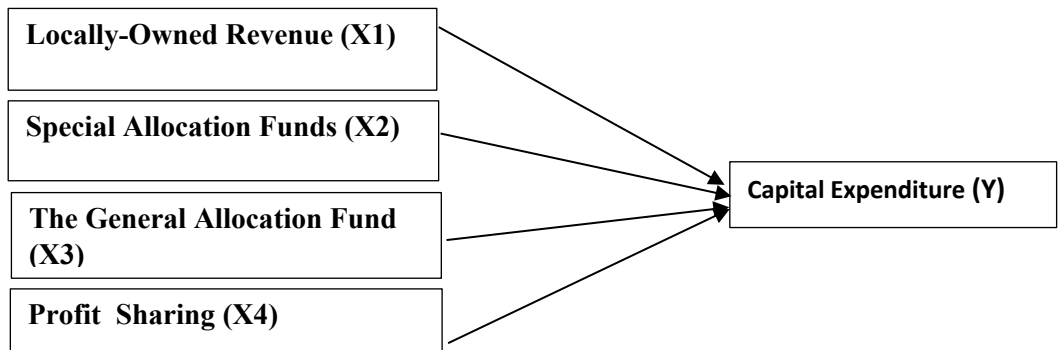 Locally-Owned Revenue (X1)
Special Allocation Funds (X2)
The General Allocation Fund
(X3)
Profit Sharing (X4)
Capital Expenditure (Y)